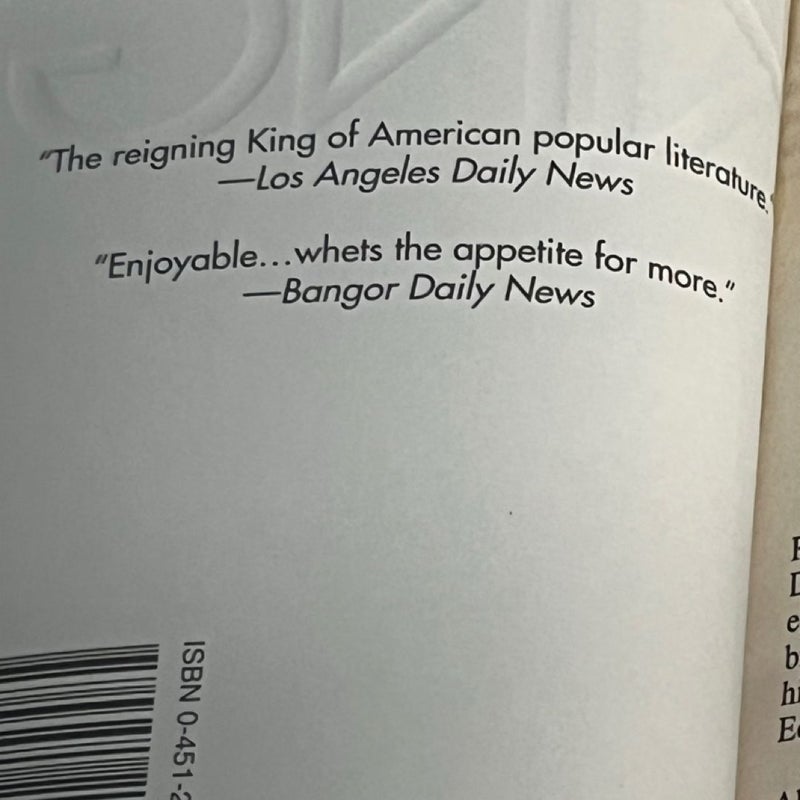 “The reigning King of American popular literature.”
—Los Angeles Daily News
“Enjoyable...whets the appetite for more.”
—Bangor Daily News
ISBN 0-451-2